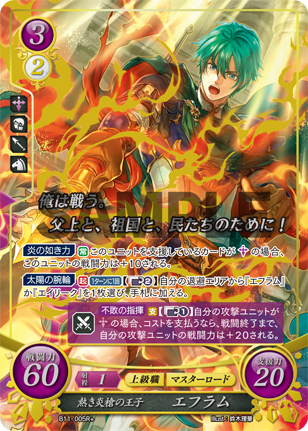 3
2
SAMPLE
俺は戦う。
父上と、祖国と、民たちのために!
炎の如き力 常 このユニットを支援しているカードが の場合、
このユニットの戦闘力は+10される。
太陽の腕輪 起 1ターンに1回 【 2】自分の退避エリアから「エフラム」
か「エイリーク」を1枚選び、手札に加える。
不敗の指揮 支 【 1】自分の攻撃ユニット
が の場合、コストを支払うなら、戦闘終了まで、
自分の攻撃ユニットの戦闘力は+20される。
戦闘力 60
射程 1 上級職 マスターロード
支援力 20
熱き炎槍の王子 エフラム
B11-005R+ Illust:鈴木理華